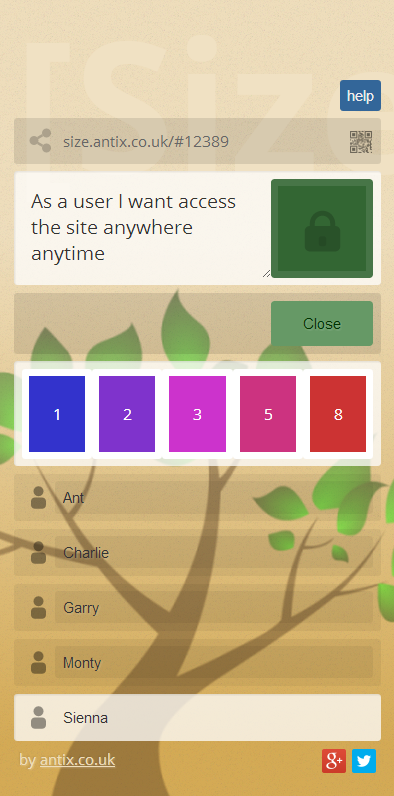 [Size
help
size.antix.co.uk/#12389
As a user I want access
the site anywhere
anytime
Close
1 2 3 5 8
Ant
Charlie
Garry
Monty
Sienna
by antix.co.uk
g+